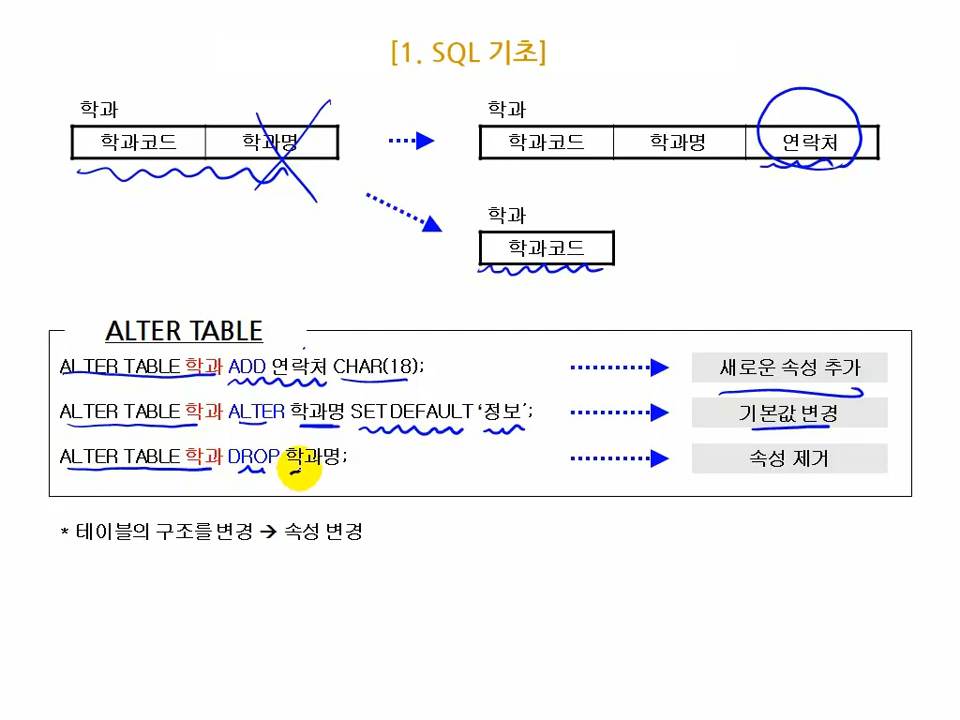 [1. SQL 기초]
학과
학과코드 학과명
학과
학과코드 학과명 연락처
학과
학과코드
ALTER TABLE
ALTER TABLE 학과 ADD 연락처 CHAR(18); 새로운 속성 추가
ALTER TABLE 학과 ALTER 학과명 SET DEFAULT ‘정보’; 기본값 변경
ALTER TABLE 학과 DROP 학과명; 속성 제거
* 테이블의 구조를 변경 → 속성 변경